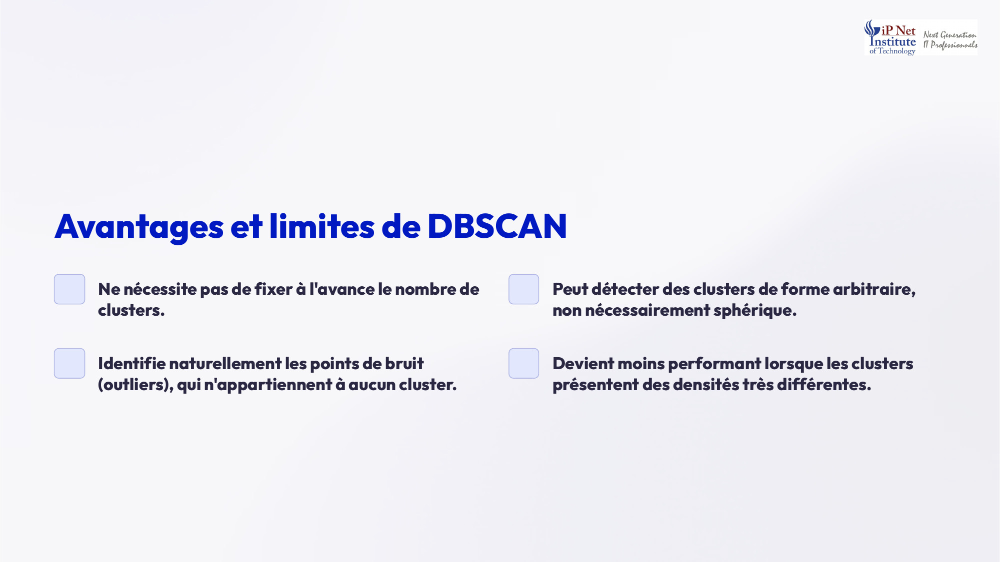 iP Net
Institute
of Technology
Next Generation
IT Professionnels
Avantages et limites de DBSCAN
Ne nécessite pas de fixer à l'avance le nombre de
clusters.
Peut détecter des clusters de forme arbitraire,
non nécessairement sphérique.
Identifie naturellement les points de bruit
(outliers), qui n'appartiennent à aucun cluster.
Devient moins performant lorsque les clusters
présentent des densités très différentes.